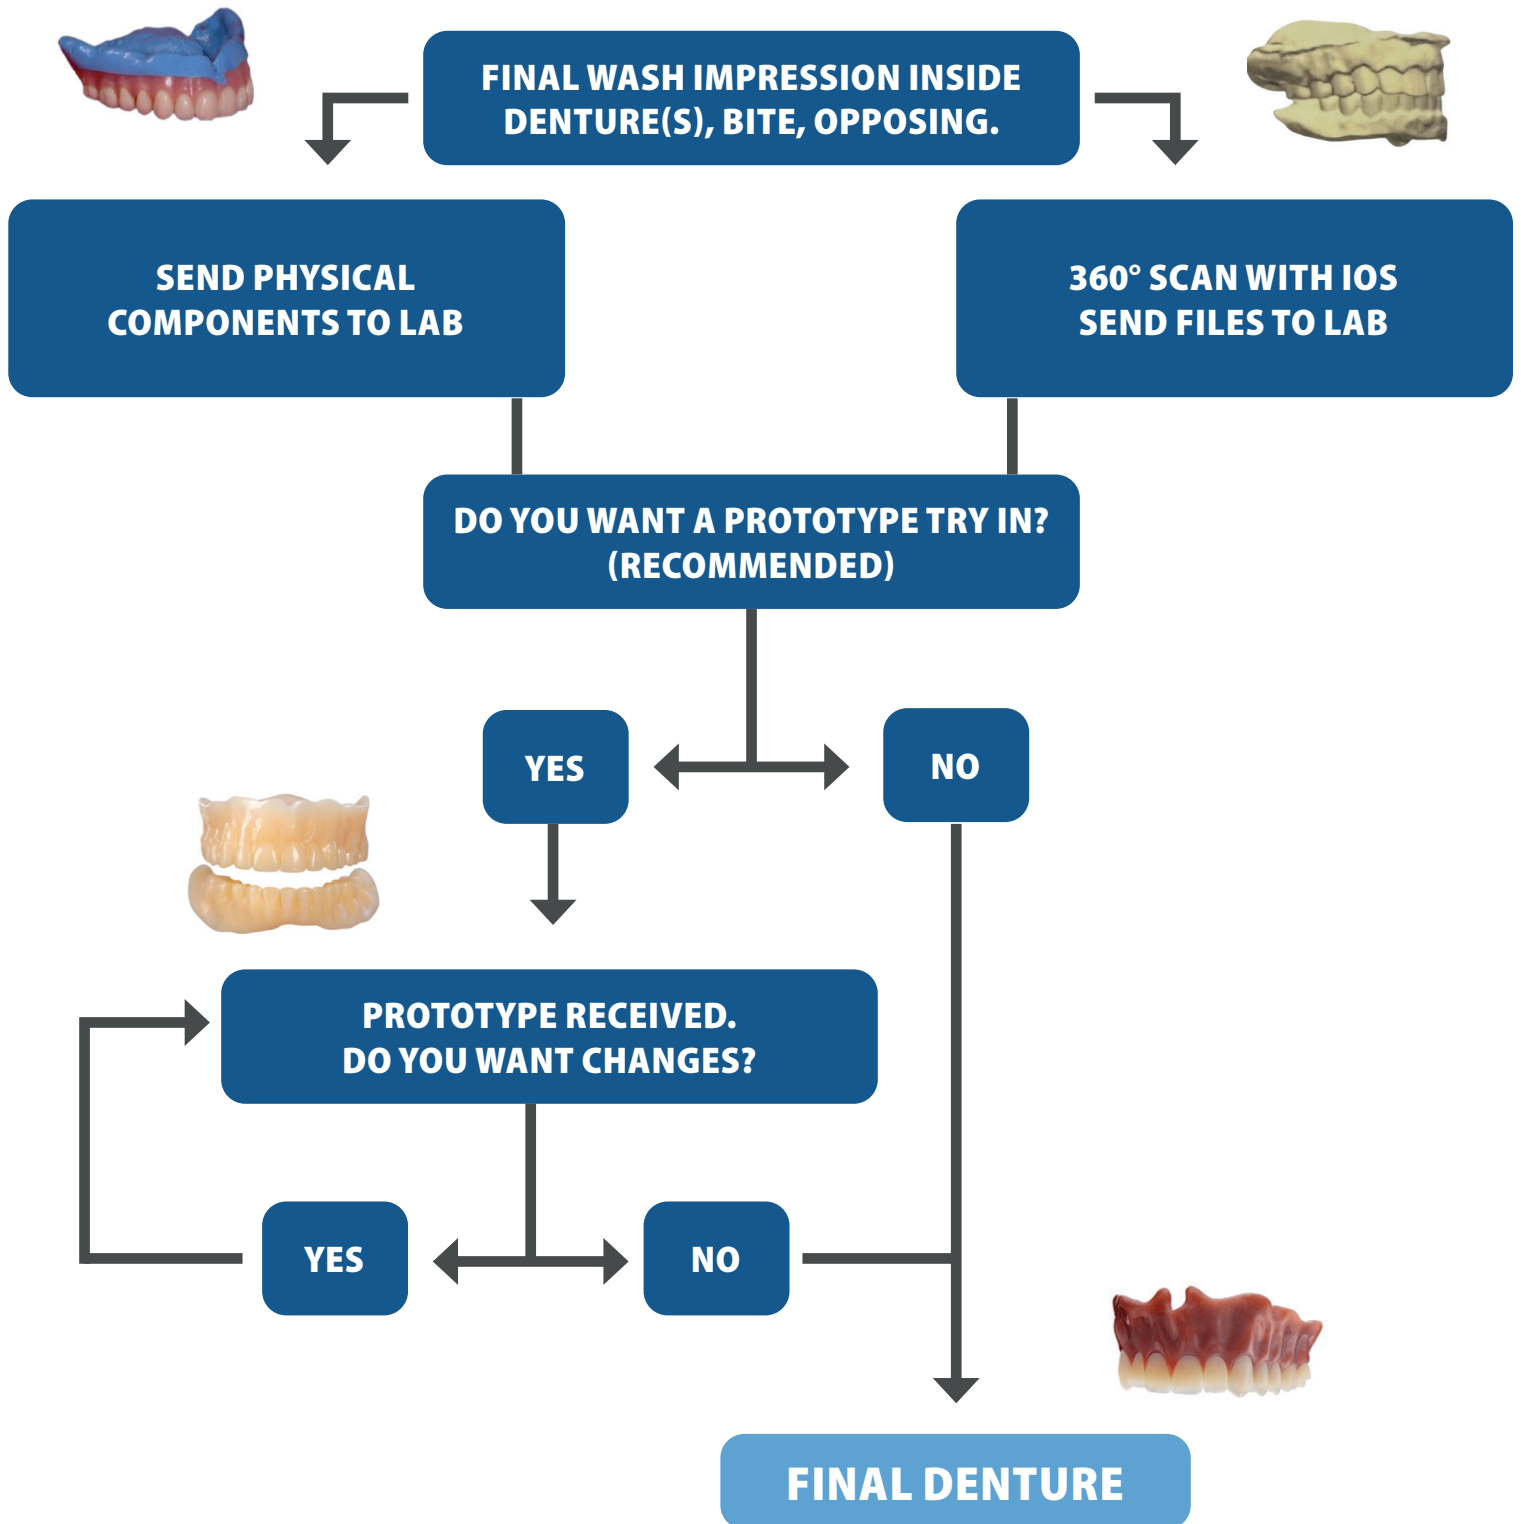 FINAL WASH IMPRESSION INSIDE
DENTURE(S), BITE, OPPOSING.
SEND PHYSICAL
COMPONENTS TO LAB
360° SCAN WITH IOS
SEND FILES TO LAB
DO YOU WANT A PROTOTYPE TRY IN?
(RECOMMENDED)
YES
NO
PROTOTYPE RECEIVED.
DO YOU WANT CHANGES?
YES
NO
FINAL DENTURE